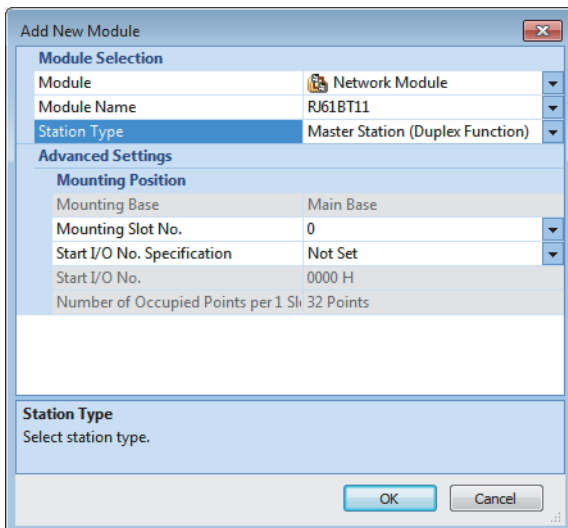 Add New Module
Module Selection
Module Network Module
Module Name RJ61BT11
Station Type Master Station (Duplex Function)
Advanced Settings
Mounting Position
Mounting Base Main Base
Mounting Slot No. 0
Start I/O No. Specification Not Set
Start I/O No. 0000 H
Number of Occupied Points per 1 Sl 32 Points
Station Type
Select station type.
OK Cancel